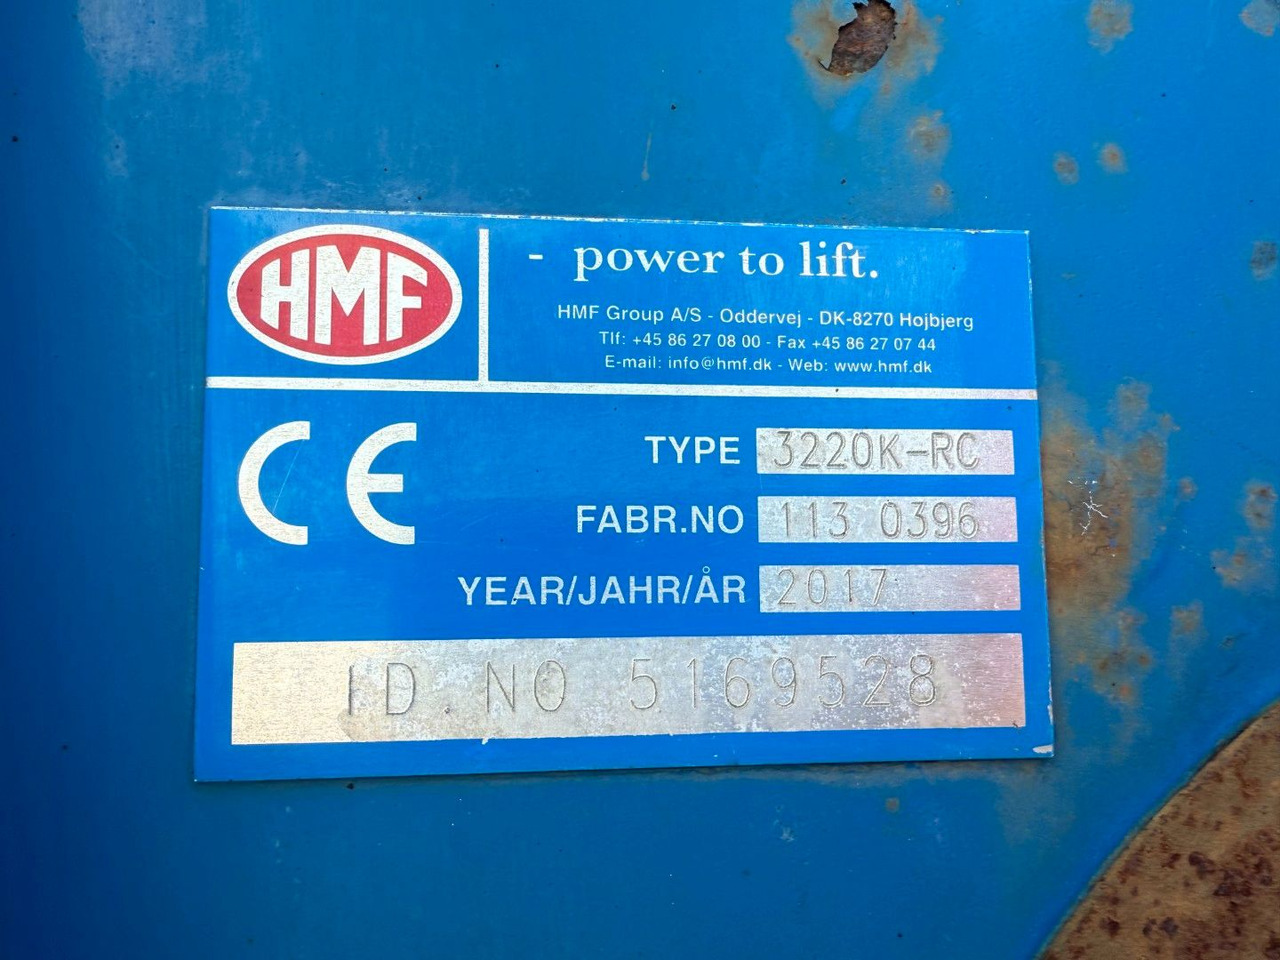 HMF
- power to lift.
HMF Group A/S - Oddervej - DK-8270 Hojbjerg
Tlf: +45 86 27 08 00 - Fax +45 86 27 07 44
E-mail: info@hmf.dk - Web: www.hmf.dk
CE
TYPE 3220K-RC
FABR.NO 113 0396
YEAR/JAHR/ÅR 2017
ID.NO 5169528